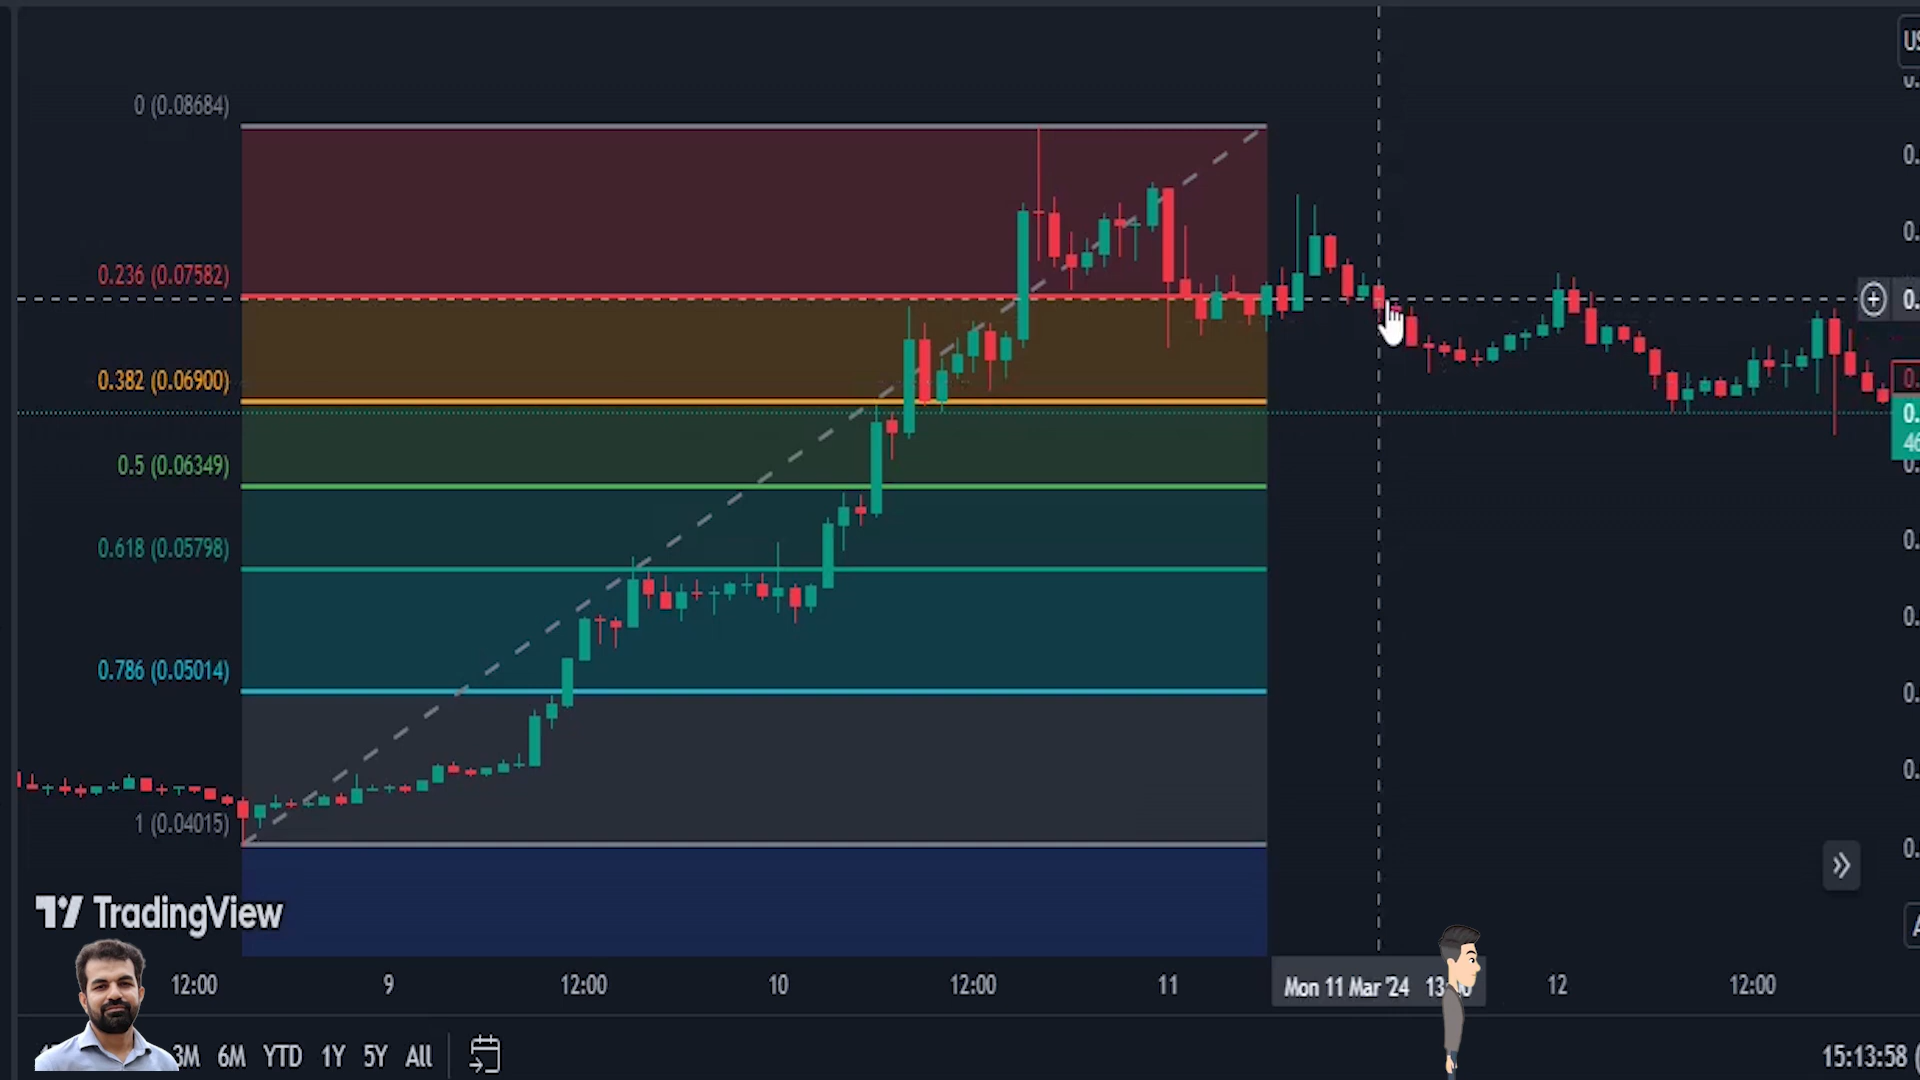 US
0 (0.08684)
0.236 (0.07582)
0.382 (0.06900)
0.5 (0.06349)
0.618 (0.05798)
0.786 (0.05014)
1 (0.04015)
TradingView
12:00 9 12:00 10 12:00 11 Mon 11 Mar '24 12 12:00
3M 6M YTD 1Y 5Y All
15:13:58